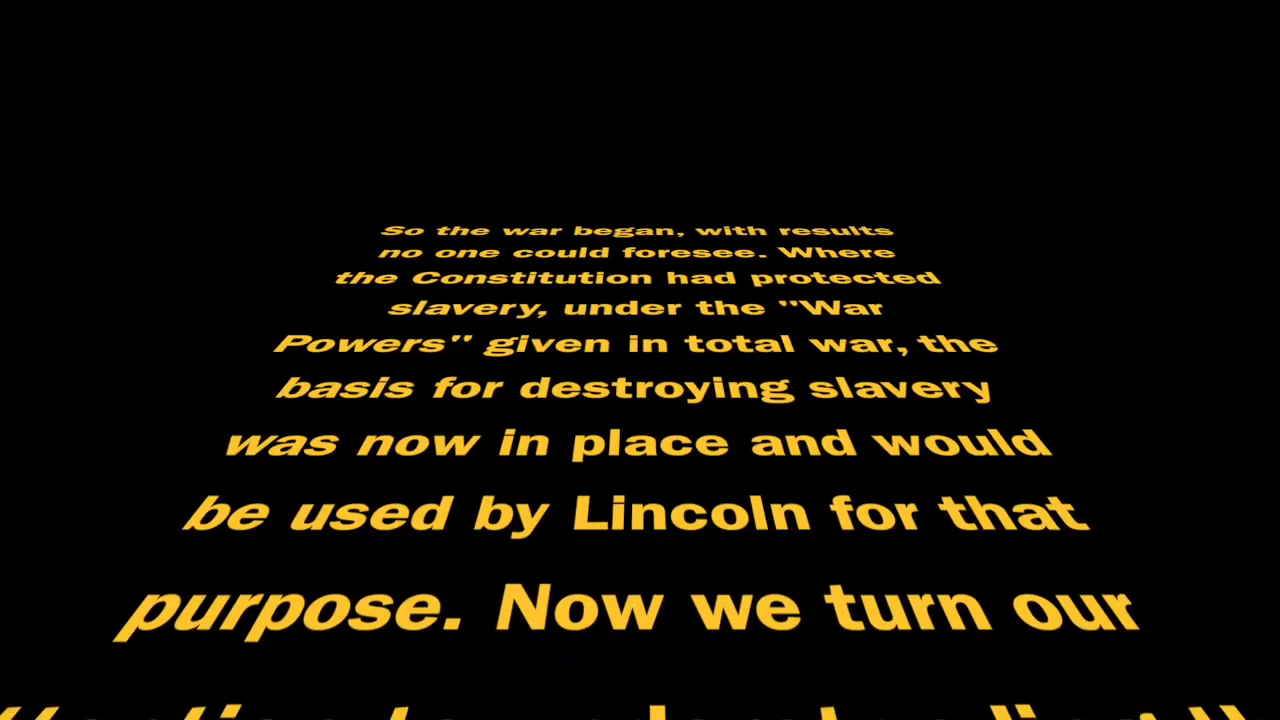 So the war began, with results
no one could foresee. Where
the Constitution had protected
slavery, under the "War
Powers" given in total war, the
basis for destroying slavery
was now in place and would
be used by Lincoln for that
purpose. Now we turn our